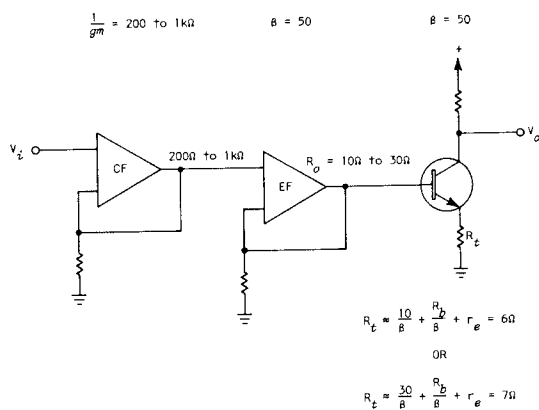 1/gm = 200 to 1kΩ
β = 50
β = 50
+
V_i
CF
200Ω to 1kΩ
EF
R_o = 10Ω to 30Ω
V_o
R_t
R_t ≈ 10/β + R_b/β + r_e = 6Ω
OR
R_t ≈ 30/β + R_b/β + r_e = 7Ω